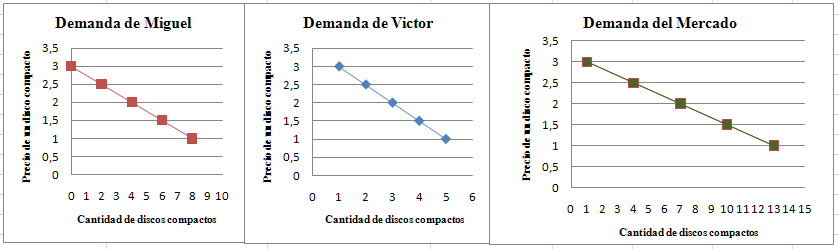 Demanda de Miguel
Precio de un disco compacto
3,5
3
2,5
2
1,5
1
0,5
0
0 1 2 3 4 5 6 7 8 9 10
Cantidad de discos compactos
Demanda de Victor
Precio de un disco compacto
3,5
3
2,5
2
1,5
1
0,5
0
0 1 2 3 4 5 6
Cantidad de discos compactos
Demanda del Mercado
Precio de un disco compacto
3,5
3
2,5
2
1,5
1
0,5
0
0 1 2 3 4 5 6 7 8 9 10 11 12 13 14 15
Cantidad de discos compactos